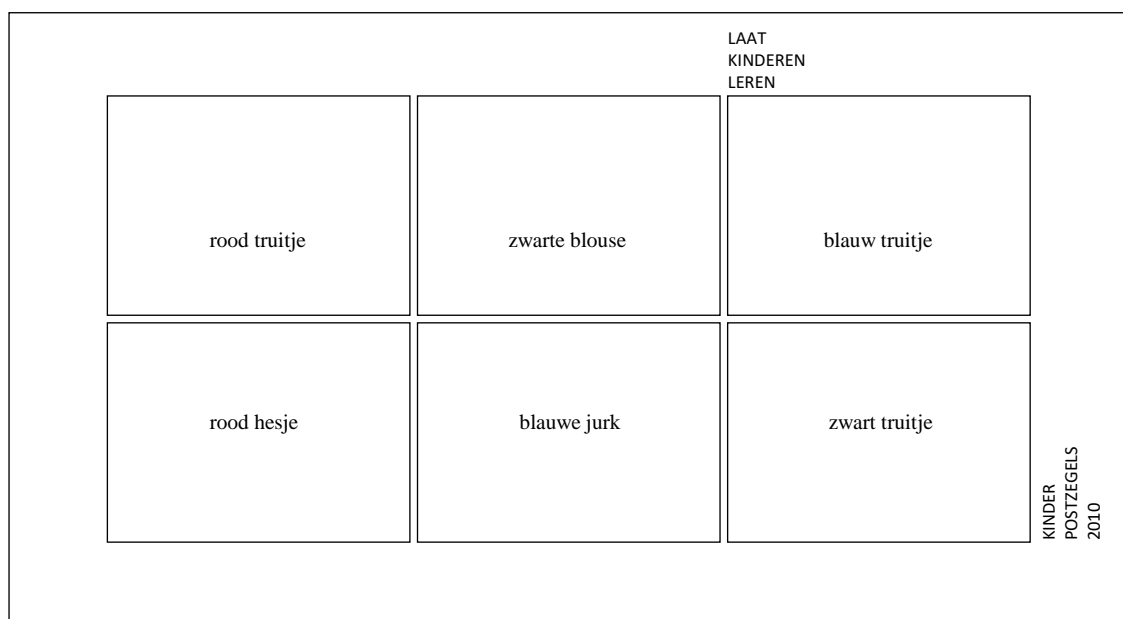 LAAT
KINDEREN
LEREN
rood truitje
zwarte blouse
blauw truitje
rood hesje
blauwe jurk
zwart truitje
KINDER
POSTZEGELS
2010